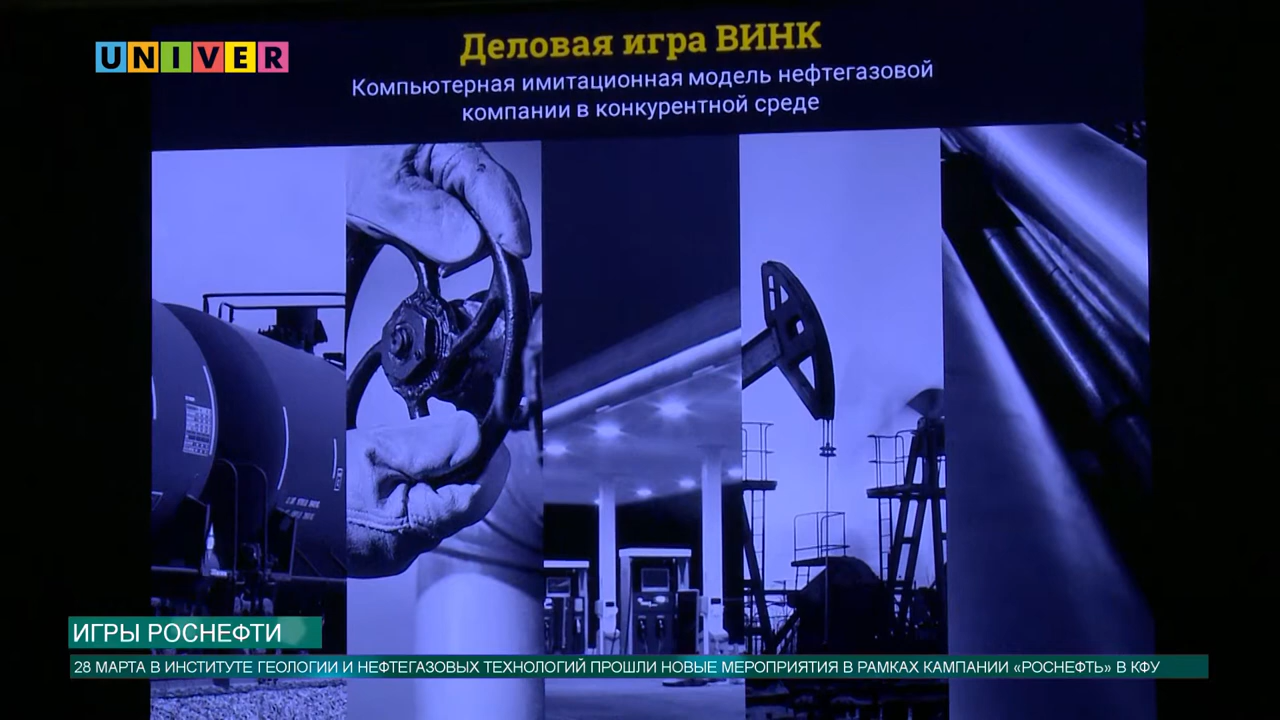 UNIVER
Деловая игра ВИНК
Компьютерная имитационная модель нефтегазовой
компании в конкурентной среде
ИГРЫ РОСНЕФТИ
28 МАРТА В ИНСТИТУТЕ ГЕОЛОГИИ И НЕФТЕГАЗОВЫХ ТЕХНОЛОГИЙ ПРОШЛИ НОВЫЕ МЕРОПРИЯТИЯ В РАМКАХ КАМПАНИИ «РОСНЕФТЬ» В КФУ